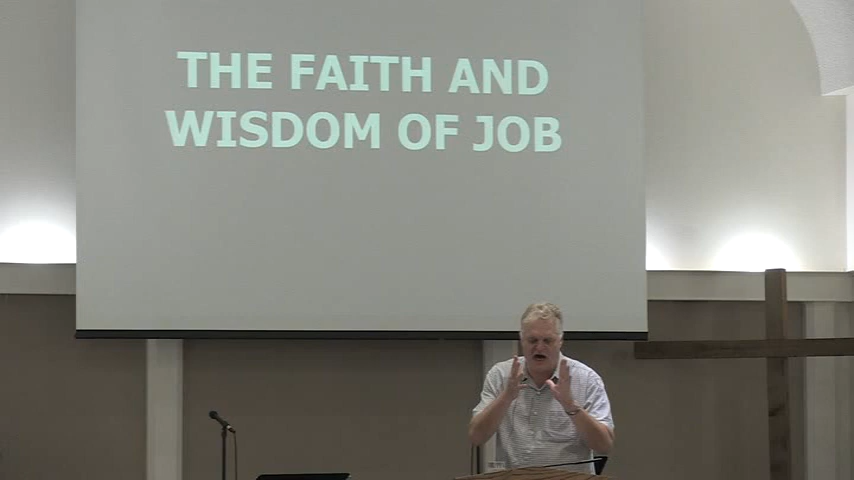 THE FAITH AND
WISDOM OF JOB